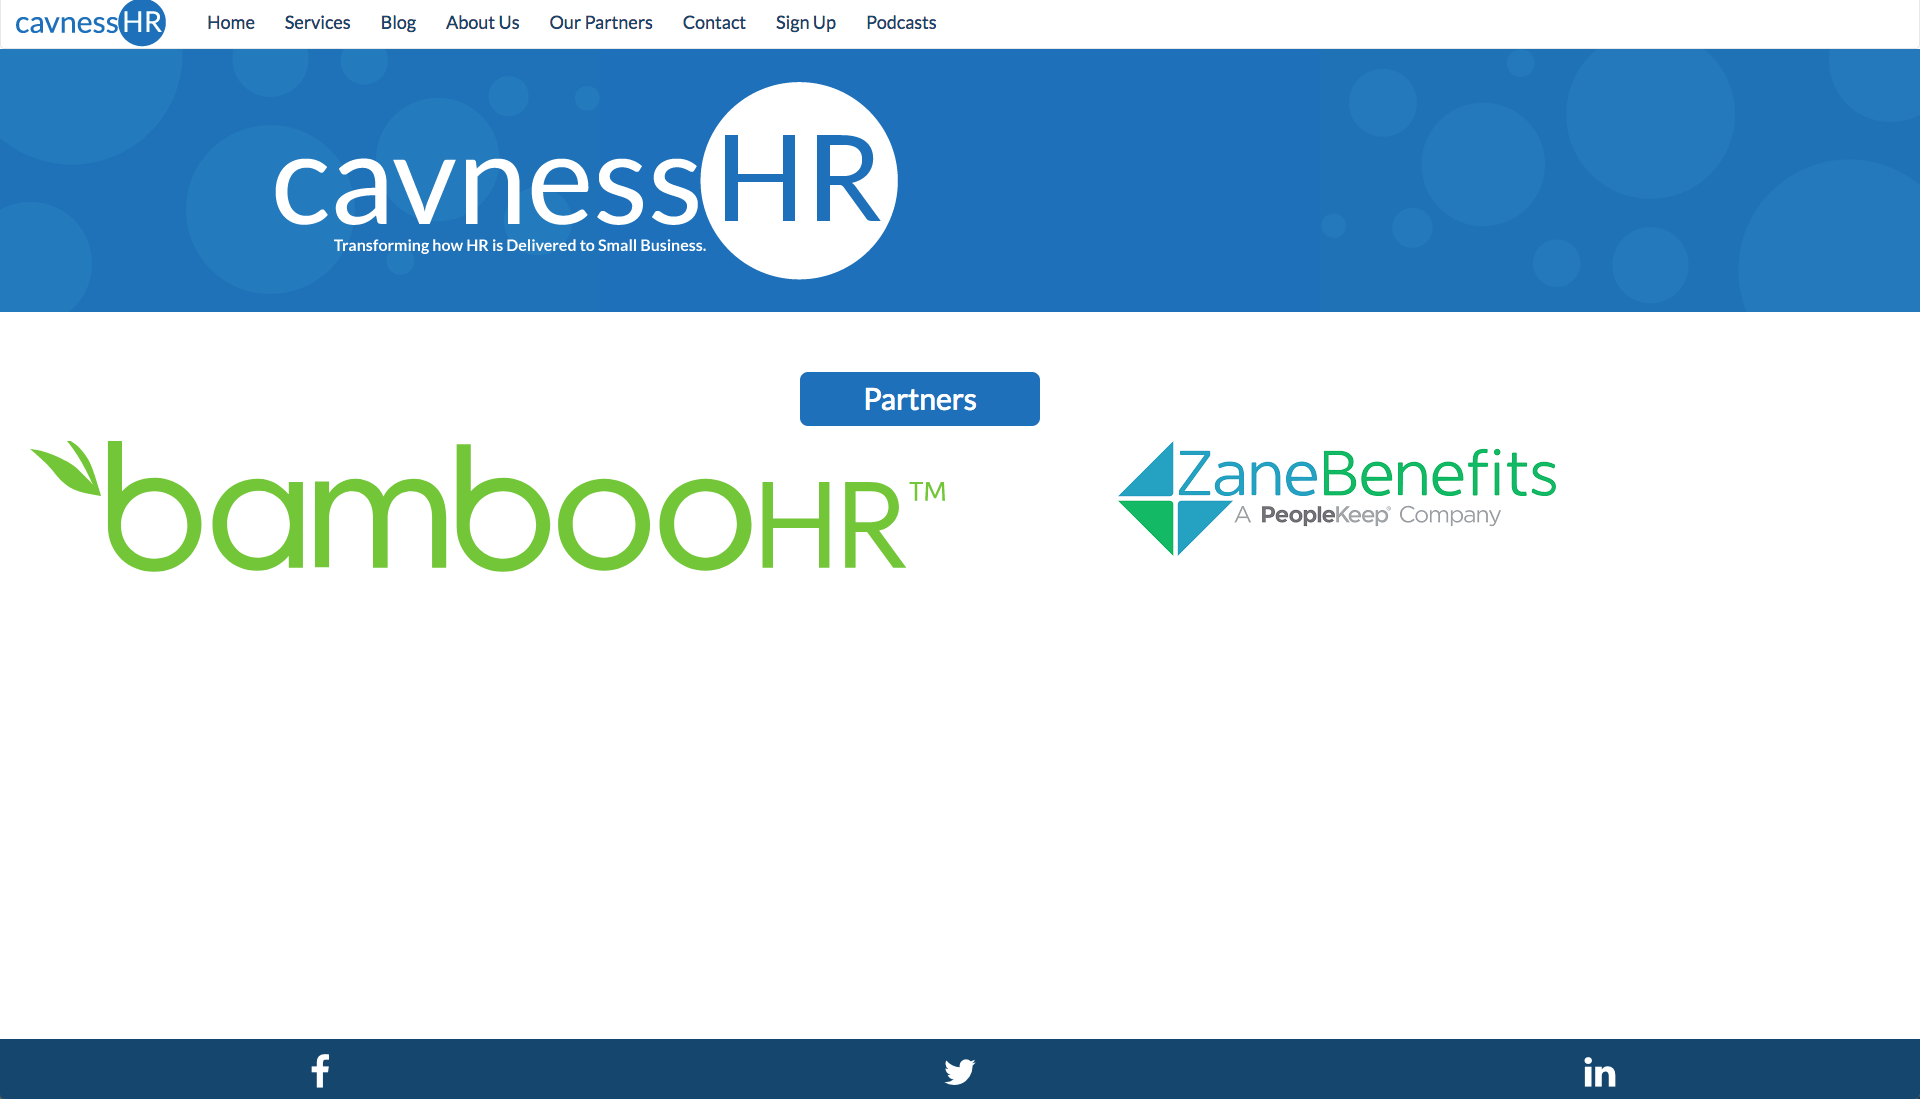 cavnessHR Home Services Blog About Us Our Partners Contact Sign Up Podcasts
cavnessHR
Transforming how HR is Delivered to Small Business.
Partners
bambooHR™
ZaneBenefits
A PeopleKeep® Company